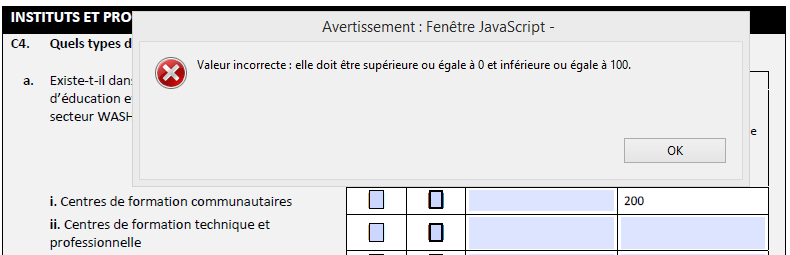 INSTITUTS ET PRO
Avertissement : Fenêtre JavaScript -
C4. Quels types d
Valeur incorrecte : elle doit être supérieure ou égale à 0 et inférieure ou égale à 100.
a. Existe-t-il dans
d'éducation e
secteur WASH
e
OK
i. Centres de formation communautaires
200
ii. Centres de formation technique et
professionnelle